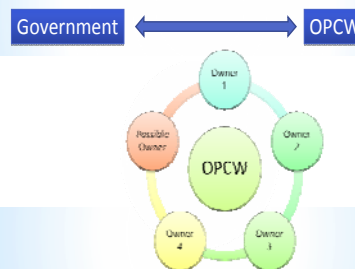 Government
OPCW
Owner
1
Possible
Owner
Owner
2
OPCW
Owner
4
Owner
3